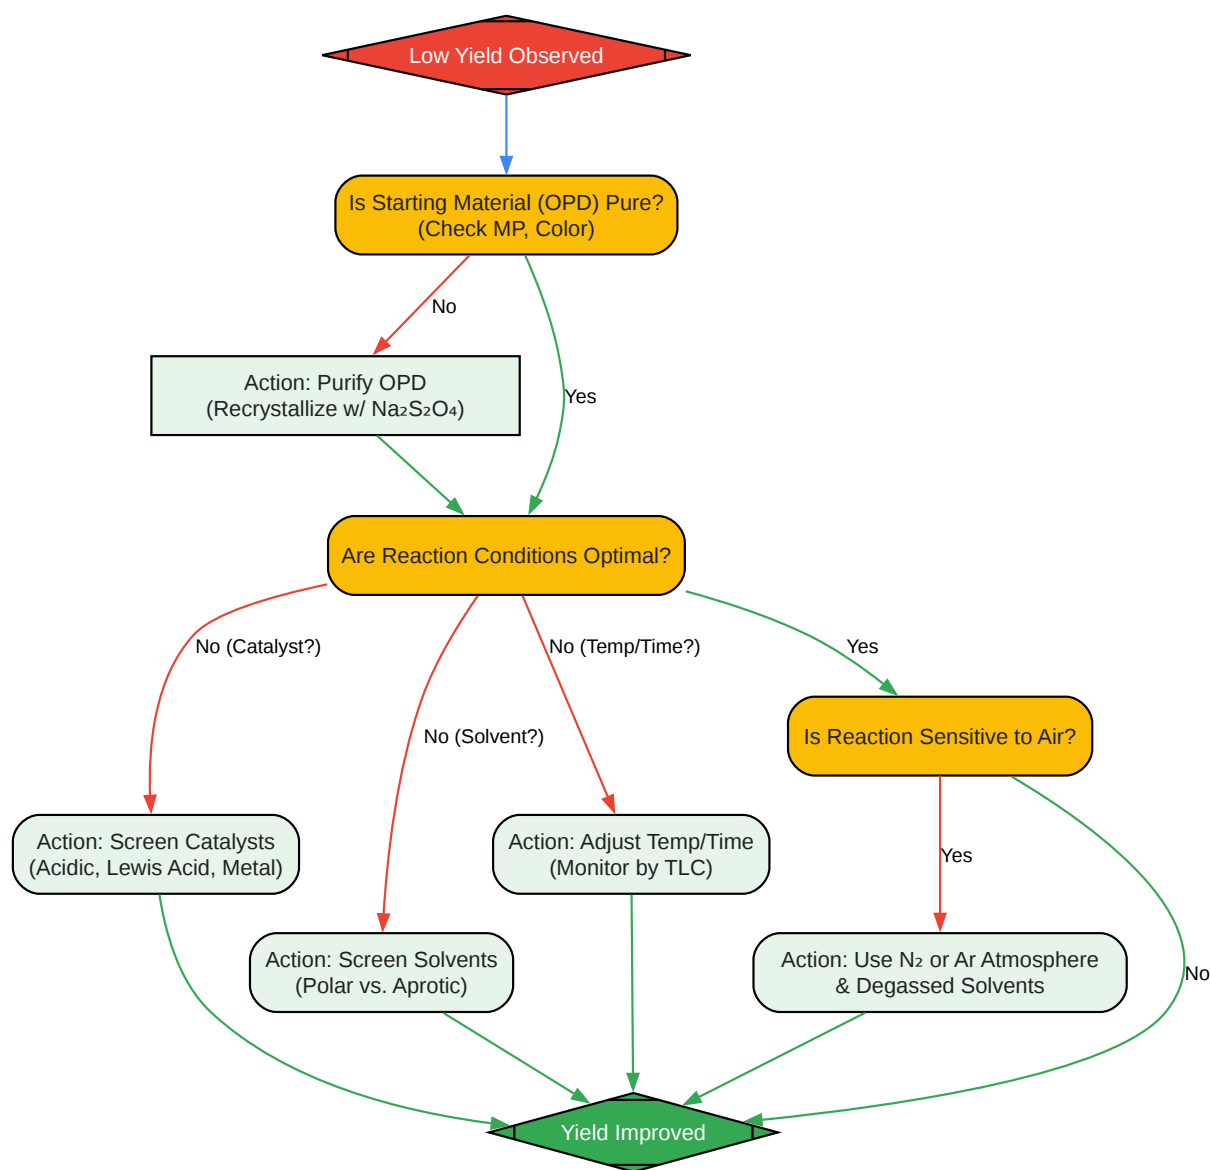 Low Yield Observed
Is Starting Material (OPD) Pure?
(Check MP, Color)
No
Action: Purify OPD
(Recrystallize w/ Na₂S₂O₄)
Yes
Are Reaction Conditions Optimal?
No (Catalyst?)
No (Temp/Time?)
Yes
No (Solvent?)
Is Reaction Sensitive to Air?
Action: Screen Catalysts
(Acidic, Lewis Acid, Metal)
Action: Adjust Temp/Time
(Monitor by TLC)
Yes
Action: Screen Solvents
(Polar vs. Aprotic)
Action: Use N₂ or Ar Atmosphere
& Degassed Solvents
No
Yield Improved